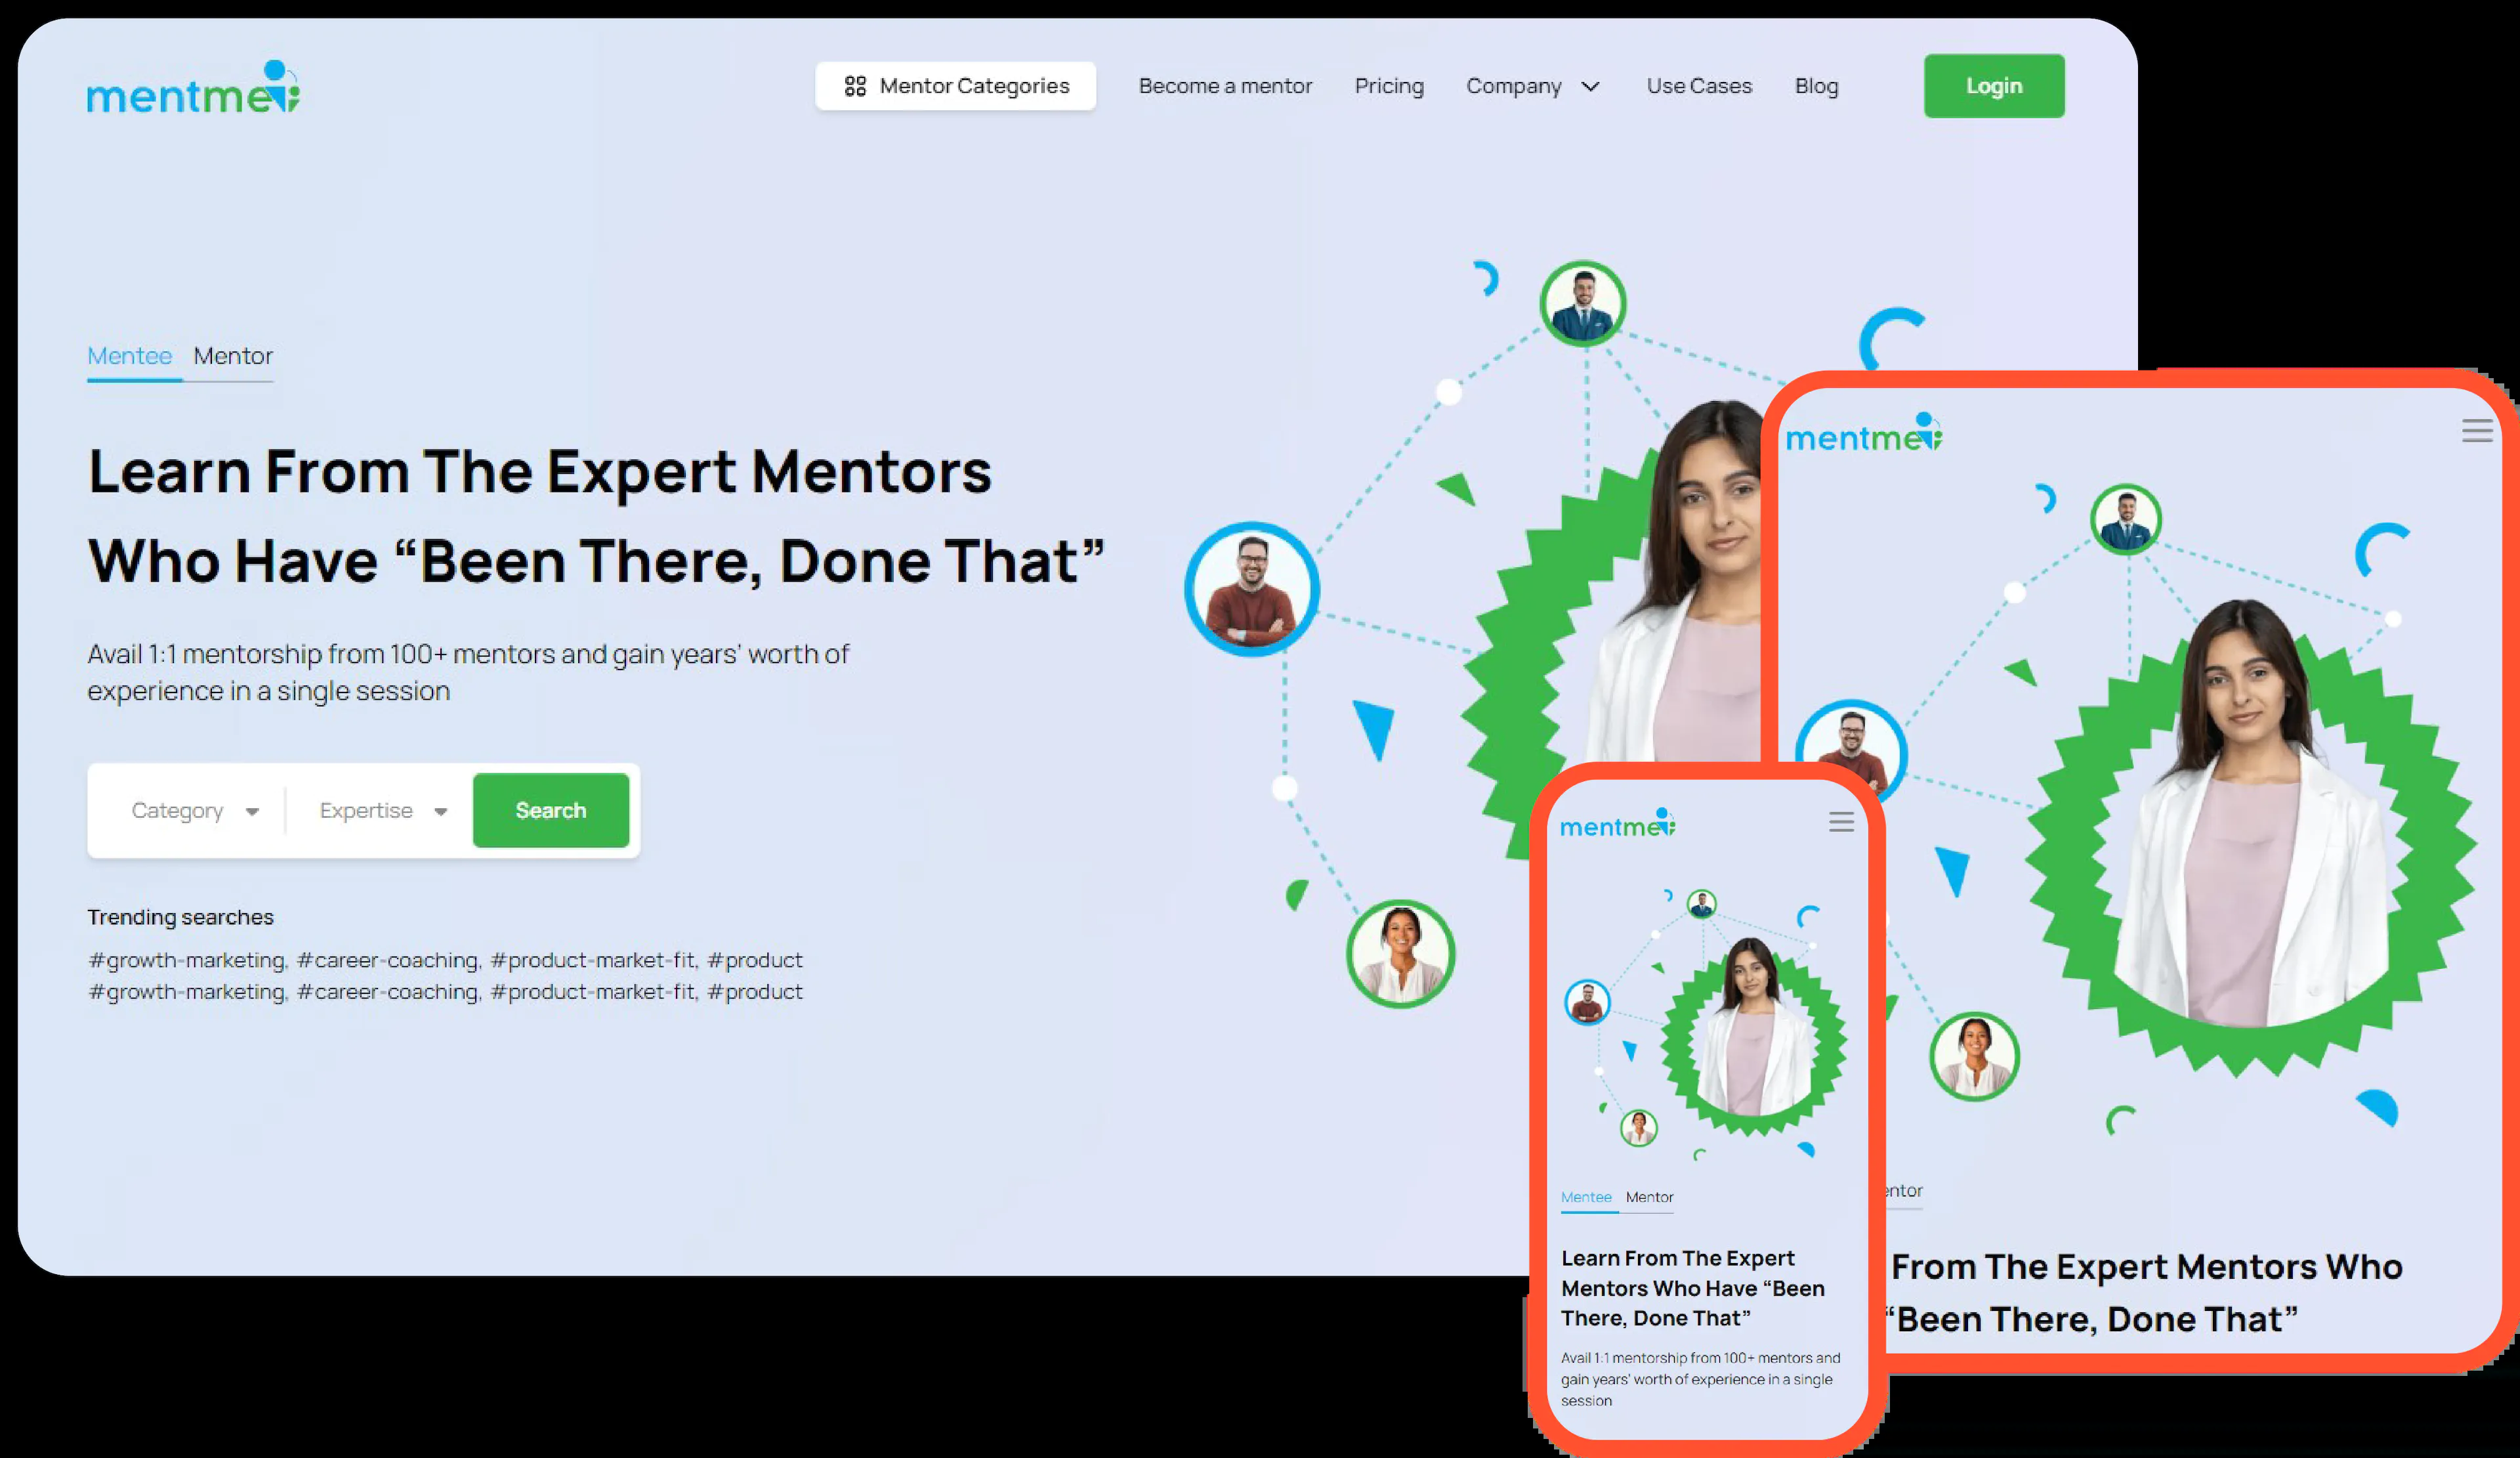 mentme
Mentor Categories
Become a mentor
Pricing
Company
Use Cases
Blog
Login
Mentee Mentor
Learn From The Expert Mentors
Who Have “Been There, Done That”
Avail 1:1 mentorship from 100+ mentors and gain years’ worth of
experience in a single session
Category
Expertise
Search
Trending searches
#growth-marketing, #career-coaching, #product-market-fit, #product
#growth-marketing, #career-coaching, #product-market-fit, #product
mentme
entor
From The Expert Mentors Who
“Been There, Done That”
mentme
Mentee Mentor
Learn From The Expert
Mentors Who Have “Been
There, Done That”
Avail 1:1 mentorship from 100+ mentors and
gain years’ worth of experience in a single
session